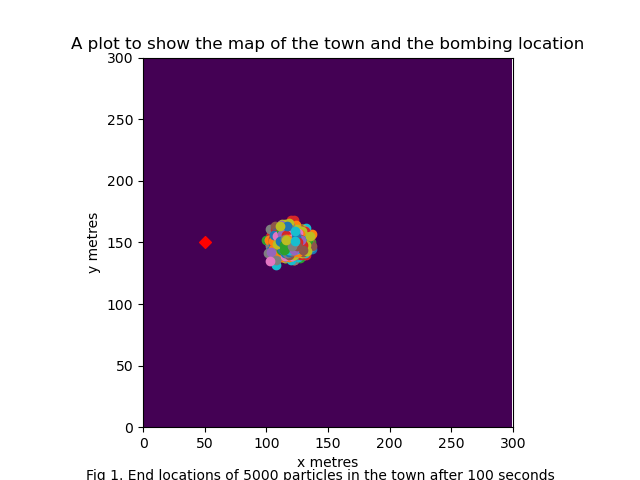 A plot to show the map of the town and the bombing location
300
250
200
150
100
50
0
y metres
0 50 100 150 200 250 300
x metres
Fig 1. End locations of 5000 particles in the town after 100 seconds